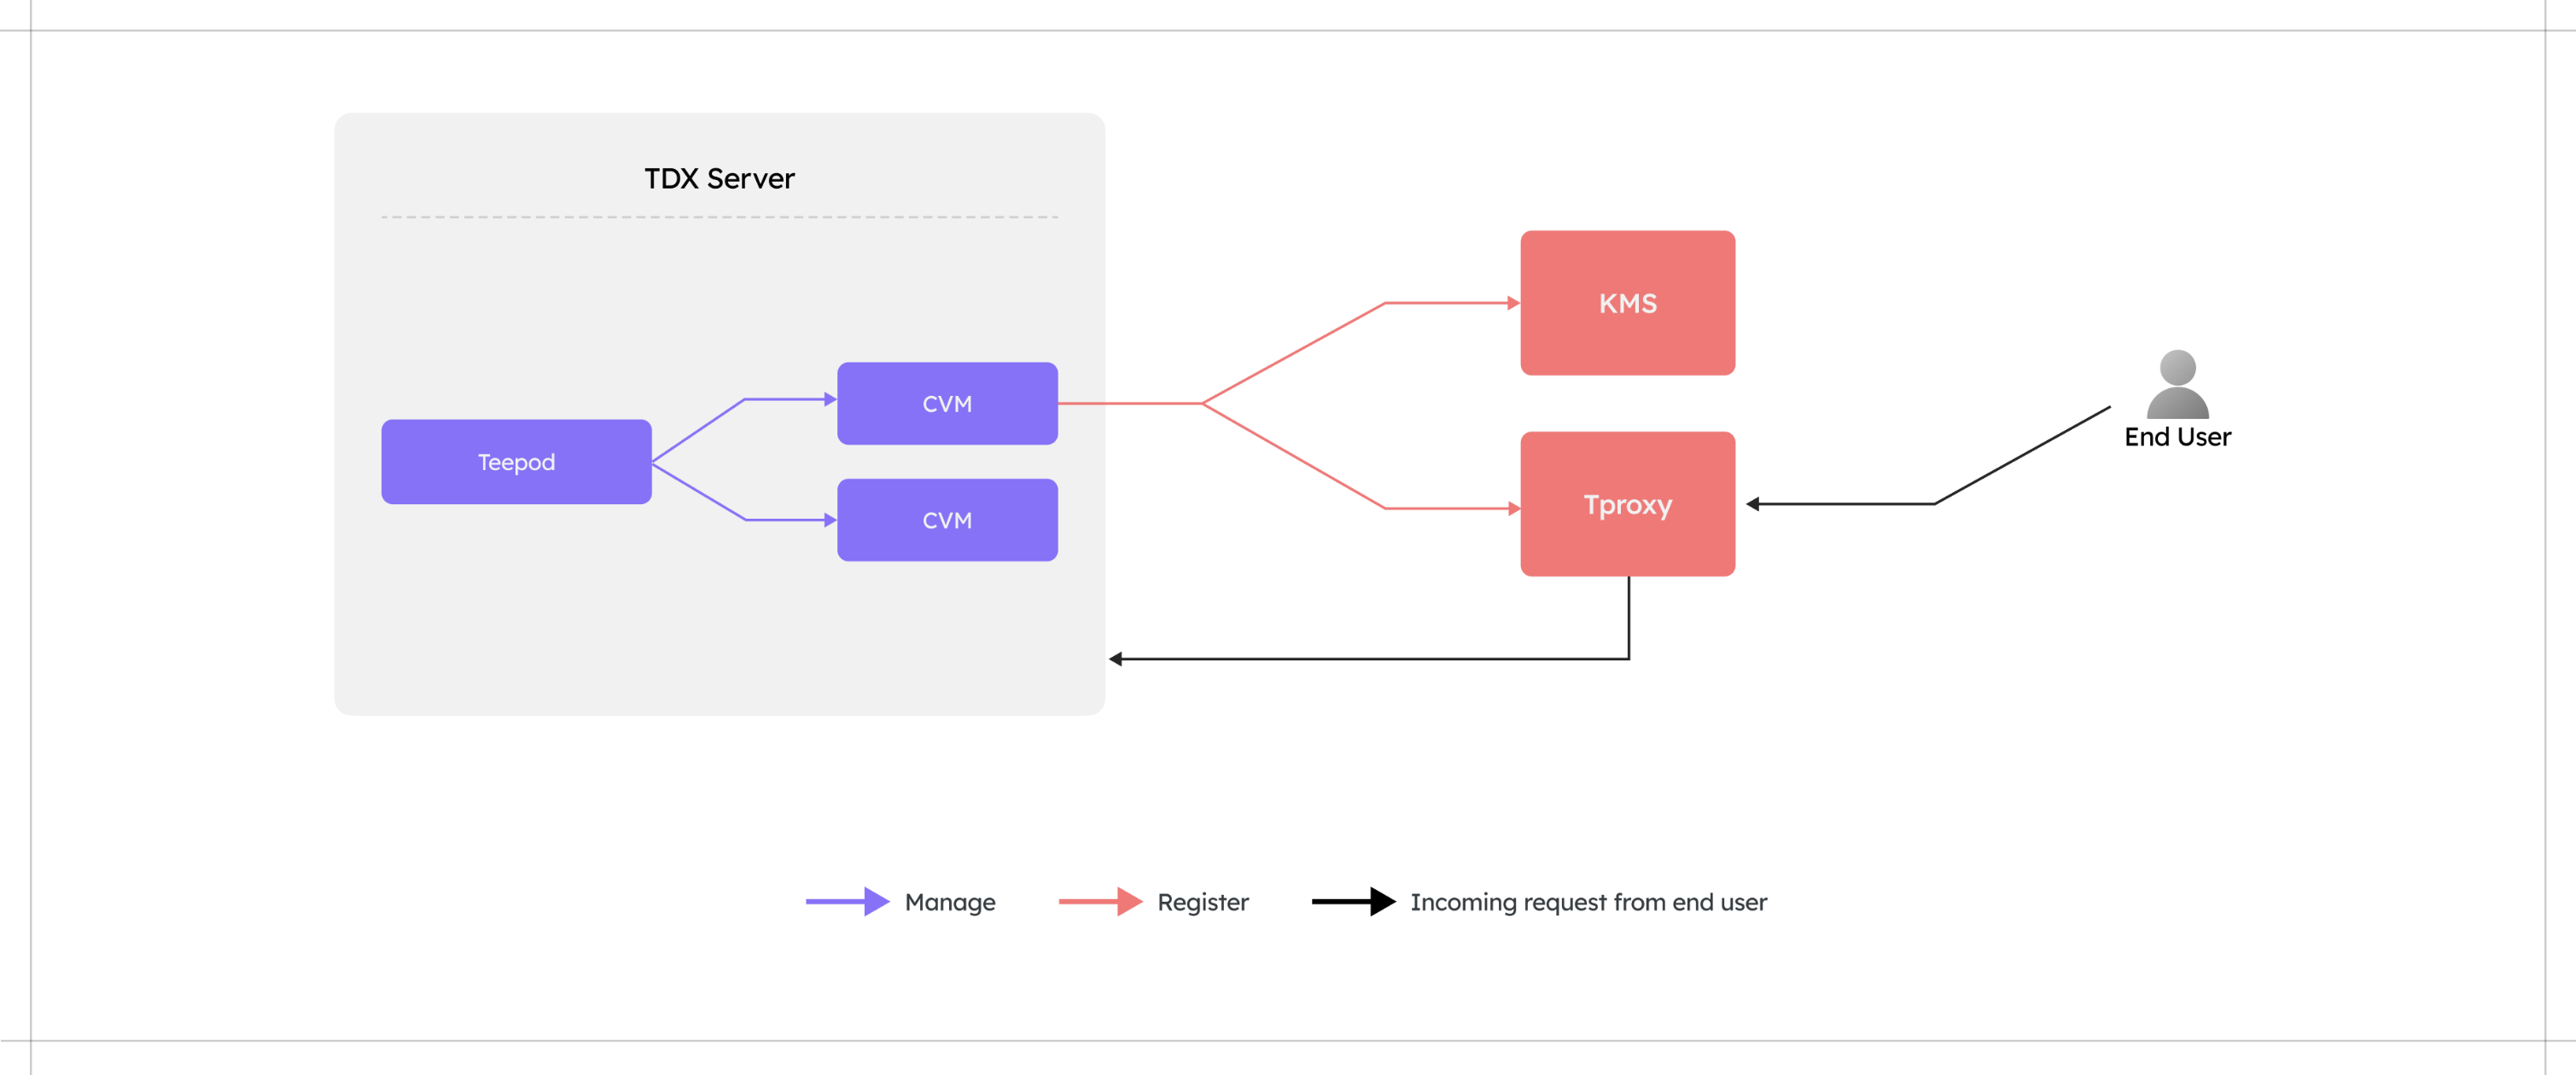 TDX Server
Teepod
CVM
CVM
KMS
Tproxy
End User
Manage
Register
Incoming request from end user